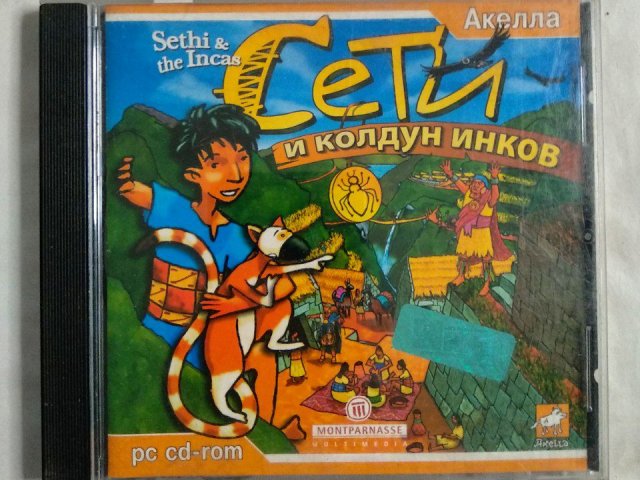 Акелла
Sethi &
the Incas
Сети
и колдун инков
MONTPARNASSE
MULTIMEDIA
pc cd-rom
Akella